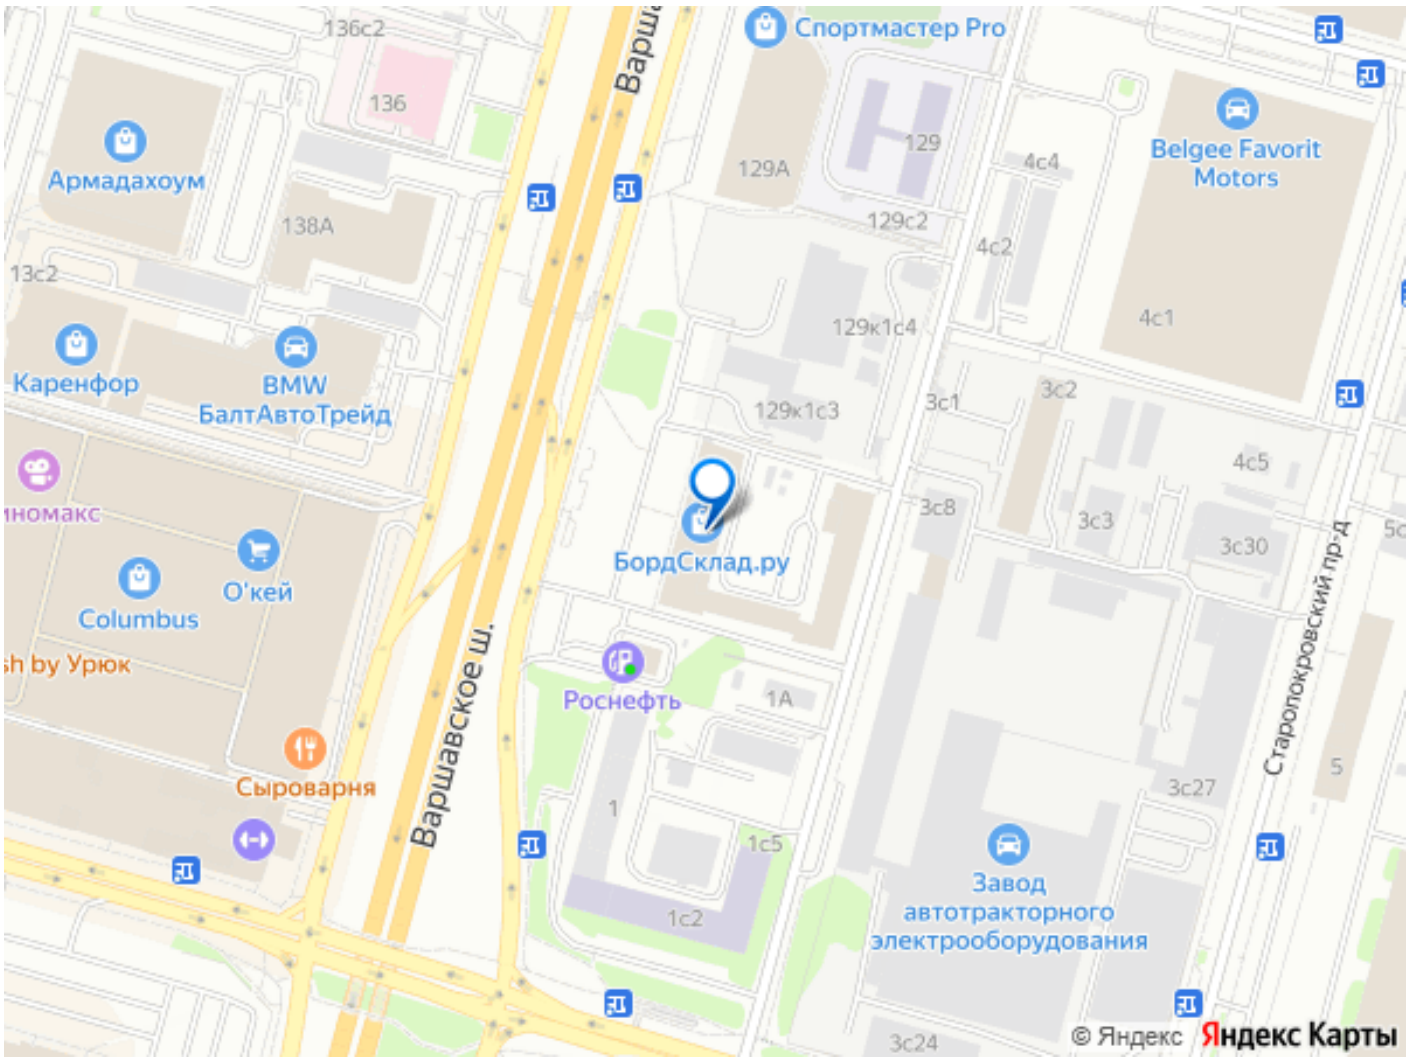 136с2
Варша
Спортмастер Pro
136
129
Belgee Favorit
Motors
Армадахоум
129А
4с4
138А
129с2
4с2
13с2
129к1с4
4с1
Каренфор
BMW
БалтАвтоТрейд
129к1с3
3с1
3с2
4с5
иномакс
3с8
3с3
3с30
5с
О'кей
Columbus
БордСклад.ру
sh by Урюк
Варшавское ш.
Роснефть
1А
Старопокровский пр-д
Сыроварня
1
3с27
5
1с5
1с2
Завод
автотракторного
электрооборудования
3с24
© Яндекс Яндекс Карты